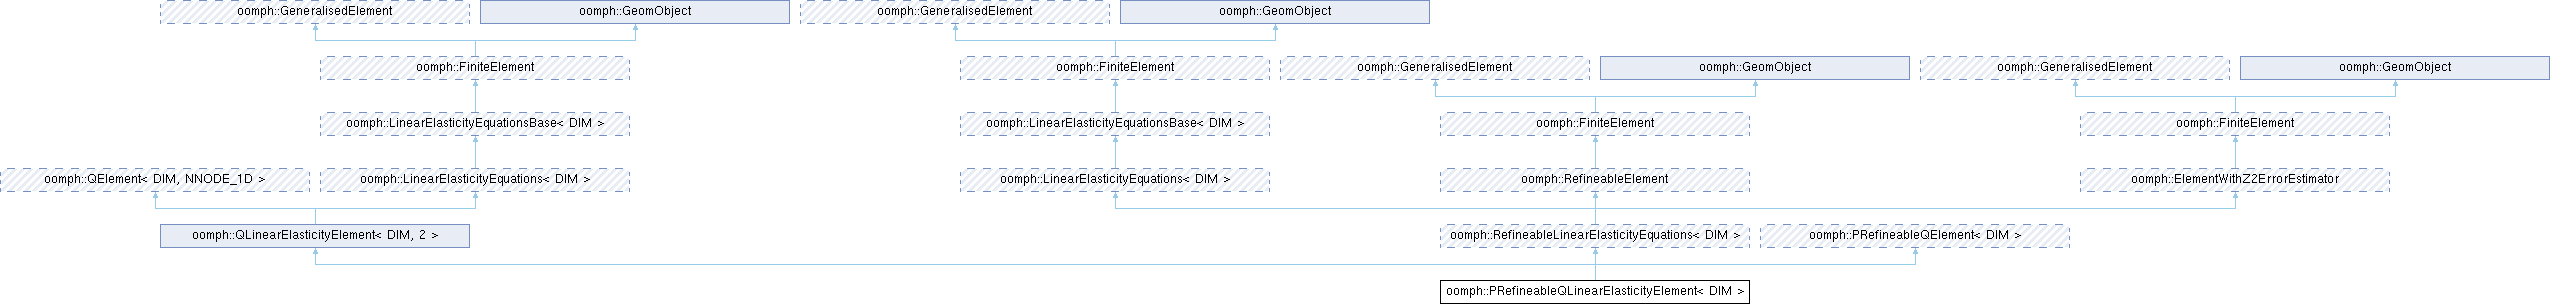 oomph::GeneralisedElement
oomph::GeomObject
oomph::GeneralisedElement
oomph::GeomObject
oomph::FiniteElement
oomph::FiniteElement
oomph::GeneralisedElement
oomph::GeomObject
oomph::GeneralisedElement
oomph::GeomObject
oomph::LinearElasticityEquationsBase< DIM >
oomph::LinearElasticityEquationsBase< DIM >
oomph::FiniteElement
oomph::FiniteElement
oomph::QElement< DIM, NNODE_1D >
oomph::LinearElasticityEquations< DIM >
oomph::LinearElasticityEquations< DIM >
oomph::RefineableElement
oomph::ElementWithZ2ErrorEstimator
oomph::QLinearElasticityElement< DIM, 2 >
oomph::RefineableLinearElasticityEquations< DIM >
oomph::PRefineableQElement< DIM >
oomph::PRefineableQLinearElasticityElement< DIM >